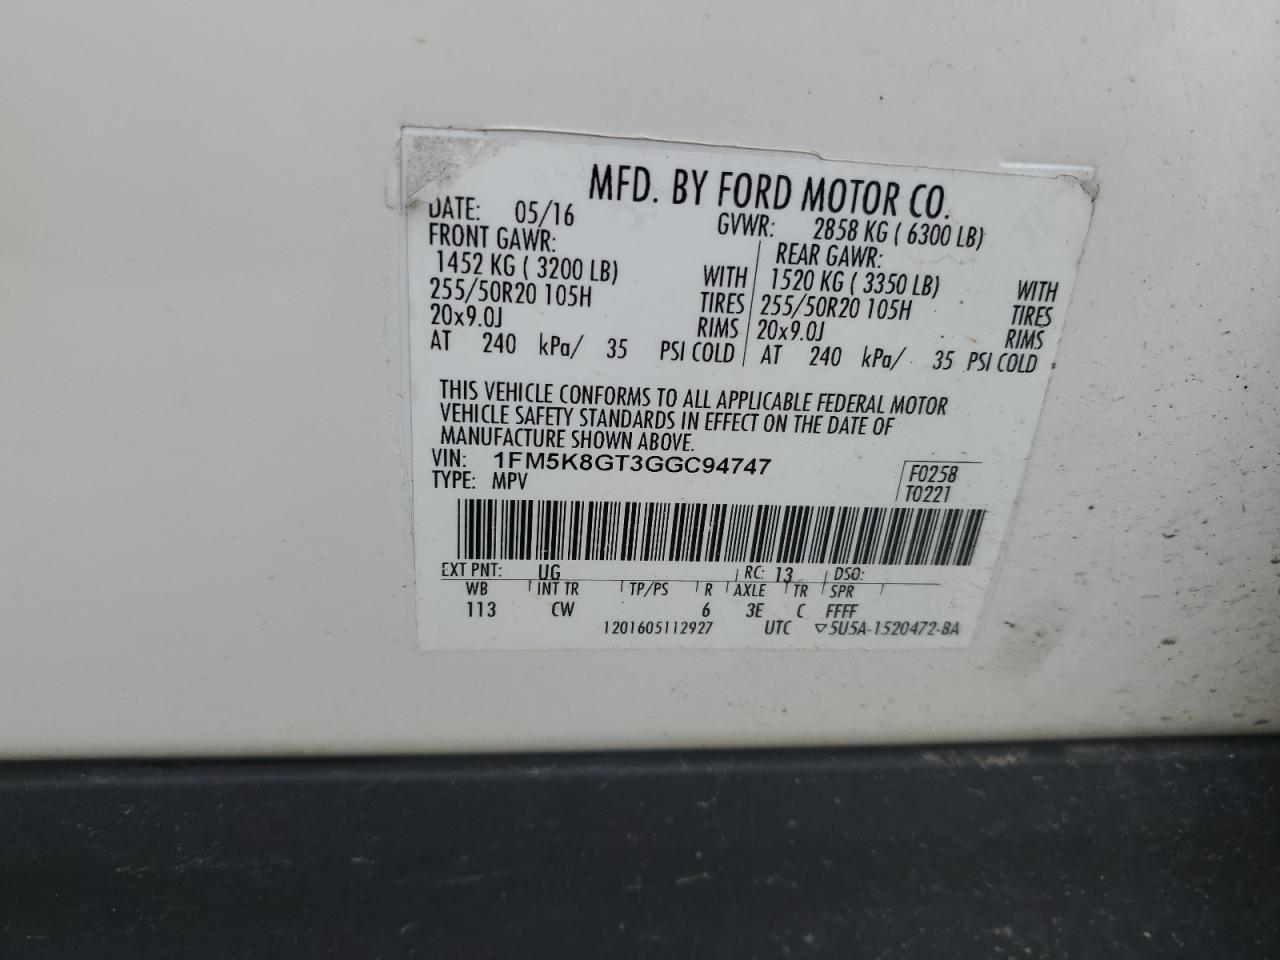 MFD. BY FORD MOTOR CO.
DATE: 05/16 GVWR: 2858 KG ( 6300 LB)
FRONT GAWR: REAR GAWR:
1452 KG ( 3200 LB) WITH 1520 KG ( 3350 LB) WITH
255/50R20 105H TIRES 255/50R20 105H TIRES
20x9.0J RIMS 20x9.0J RIMS
AT 240 kPa/ 35 PSI COLD AT 240 kPa/ 35 PSI COLD
THIS VEHICLE CONFORMS TO ALL APPLICABLE FEDERAL MOTOR
VEHICLE SAFETY STANDARDS IN EFFECT ON THE DATE OF
MANUFACTURE SHOWN ABOVE.
VIN: 1FM5K8GT3GGC94747 F0258
TYPE: MPV T0221
EXT PNT: UG RC: 13 DSO:
WB INT TR TP/PS R AXLE TR SPR
113 CW 6 3E C FFFF
1201605112927 UTC ▽5U5A-1520472-BA